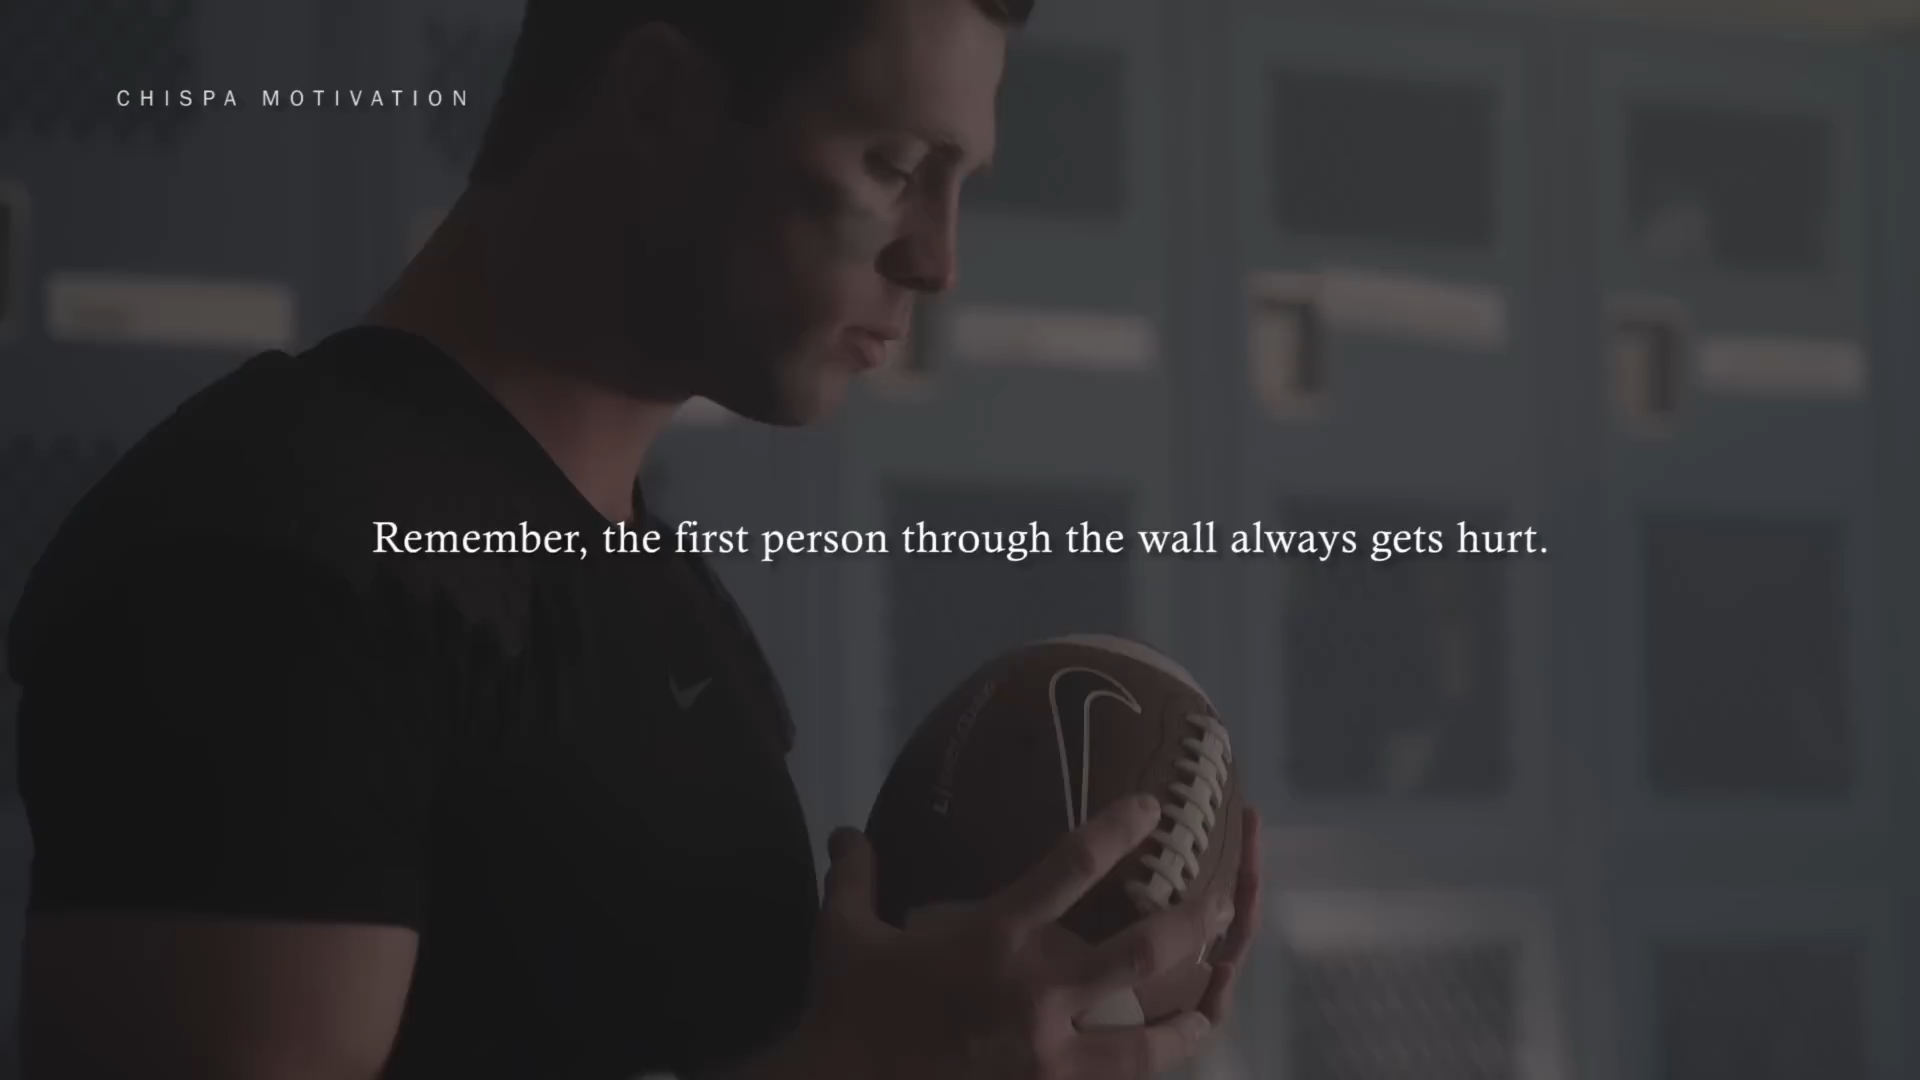 CHISPA MOTIVATION
Remember, the first person through the wall always gets hurt.